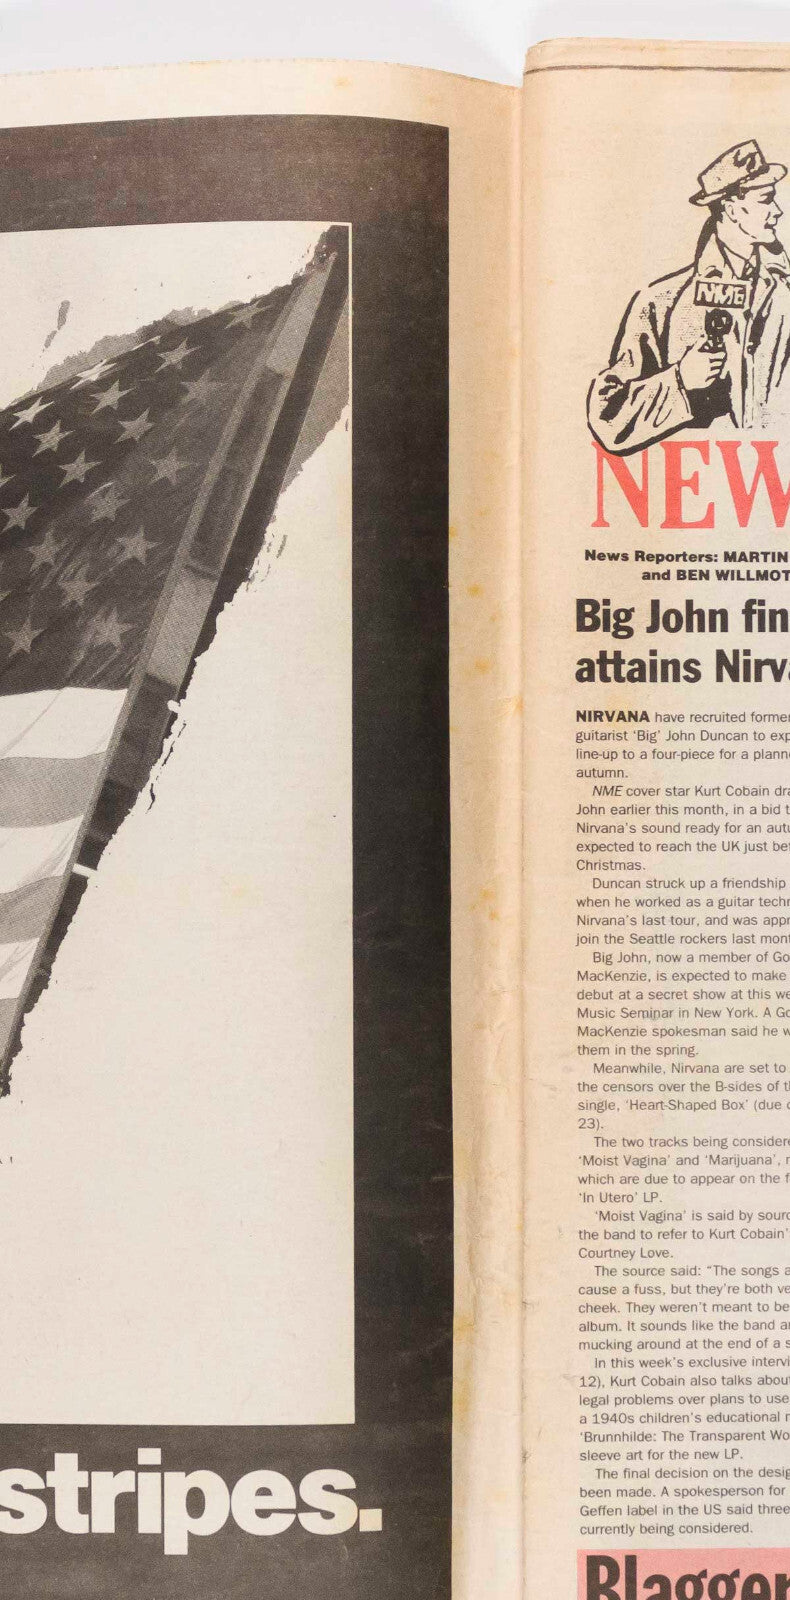 stripes.
NME
NEW
News Reporters: MARTIN
and BEN WILLMOT
Big John fin
attains Nirva
NIRVANA have recruited former
guitarist 'Big' John Duncan to exp
line-up to a four-piece for a planne
autumn.
NME cover star Kurt Cobain dra
John earlier this month, in a bid t
Nirvana's sound ready for an autu
expected to reach the UK just bef
Christmas.
Duncan struck up a friendship
when he worked as a guitar techn
Nirvana's last tour, and was appr
join the Seattle rockers last mont
Big John, now a member of Go
MacKenzie, is expected to make
debut at a secret show at this we
Music Seminar in New York. A Go
MacKenzie spokesman said he w
them in the spring.
Meanwhile, Nirvana are set to
the censors over the B-sides of th
single, 'Heart-Shaped Box' (due o
23).
The two tracks being considere
'Moist Vagina' and 'Marijuana', n
which are due to appear on the f
'In Utero' LP.
'Moist Vagina' is said by sourc
the band to refer to Kurt Cobain'
Courtney Love.
The source said: "The songs a
cause a fuss, but they're both ve
cheek. They weren't meant to be
album. It sounds like the band ar
mucking around at the end of a s
In this week's exclusive intervi
12), Kurt Cobain also talks about
legal problems over plans to use
a 1940s children's educational m
'Brunnhilde: The Transparent Wo
sleeve art for the new LP.
The final decision on the desig
been made. A spokesperson for
Geffen label in the US said three
currently being considered.
Blagger